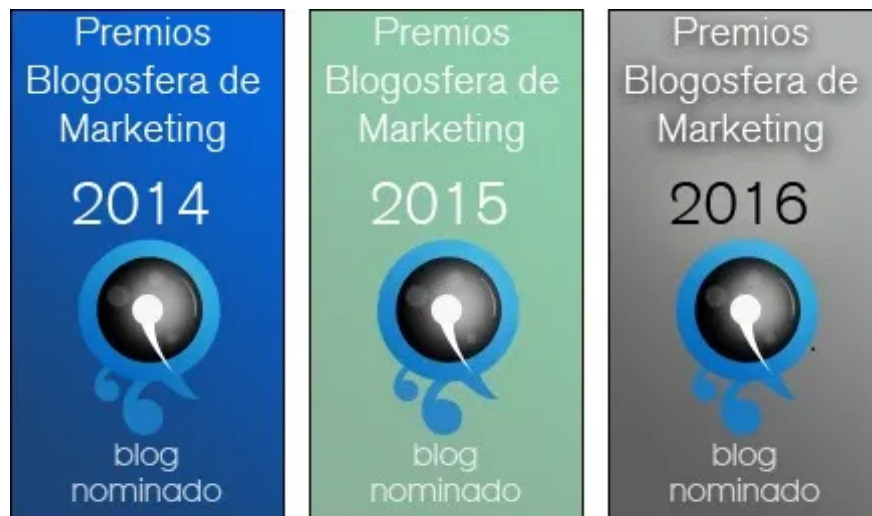 Premios
Blogosfera de
Marketing
2014
blog
nominado
Premios
Blogosfera de
Marketing
2015
blog
nominado
Premios
Blogosfera de
Marketing
2016
blog
nominado